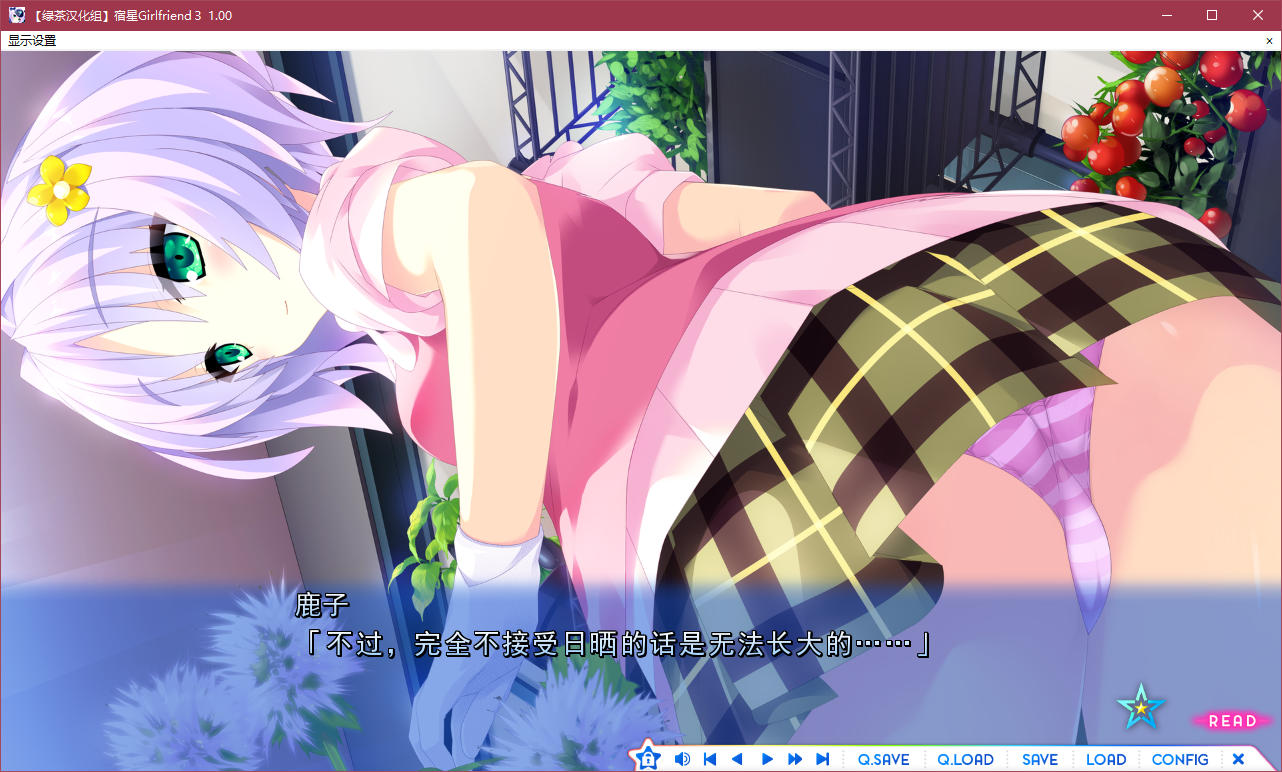 【绿茶汉化组】宿星Girlfriend 3 1.00
显示设置
鹿子
「不过，完全不接受日晒的话是无法长大的……」
READ
Q.SAVE Q.LOAD SAVE LOAD CONFIG